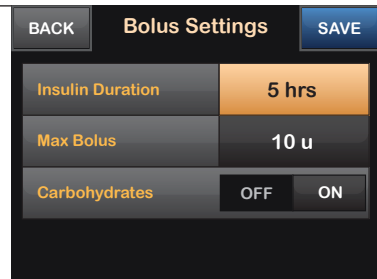 BACK Bolus Settings SAVE
Insulin Duration 5 hrs
Max Bolus 10 u
Carbohydrates OFF ON